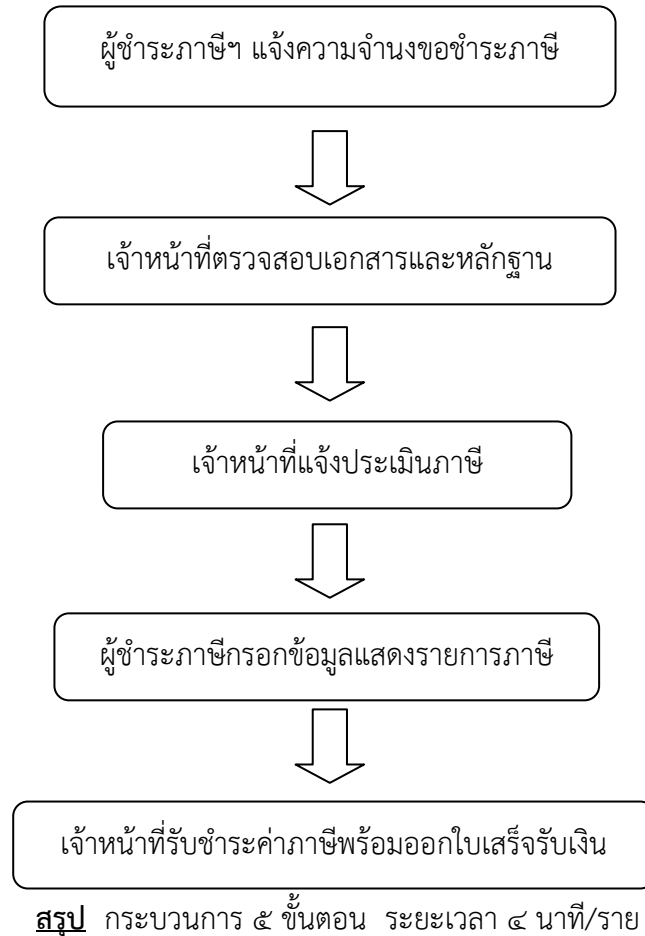 ผู้ชำระภาษีฯ แจ้งความจำนงขอชำระภาษี
เจ้าหน้าที่ตรวจสอบเอกสารและหลักฐาน
เจ้าหน้าที่แจ้งประเมินภาษี
ผู้ชำระภาษีกรอกข้อมูลแสดงรายการภาษี
เจ้าหน้าที่รับชำระค่าภาษีพร้อมออกใบเสร็จรับเงิน
สรุป กระบวนการ ๕ ขั้นตอน ระยะเวลา ๔ นาที/ราย